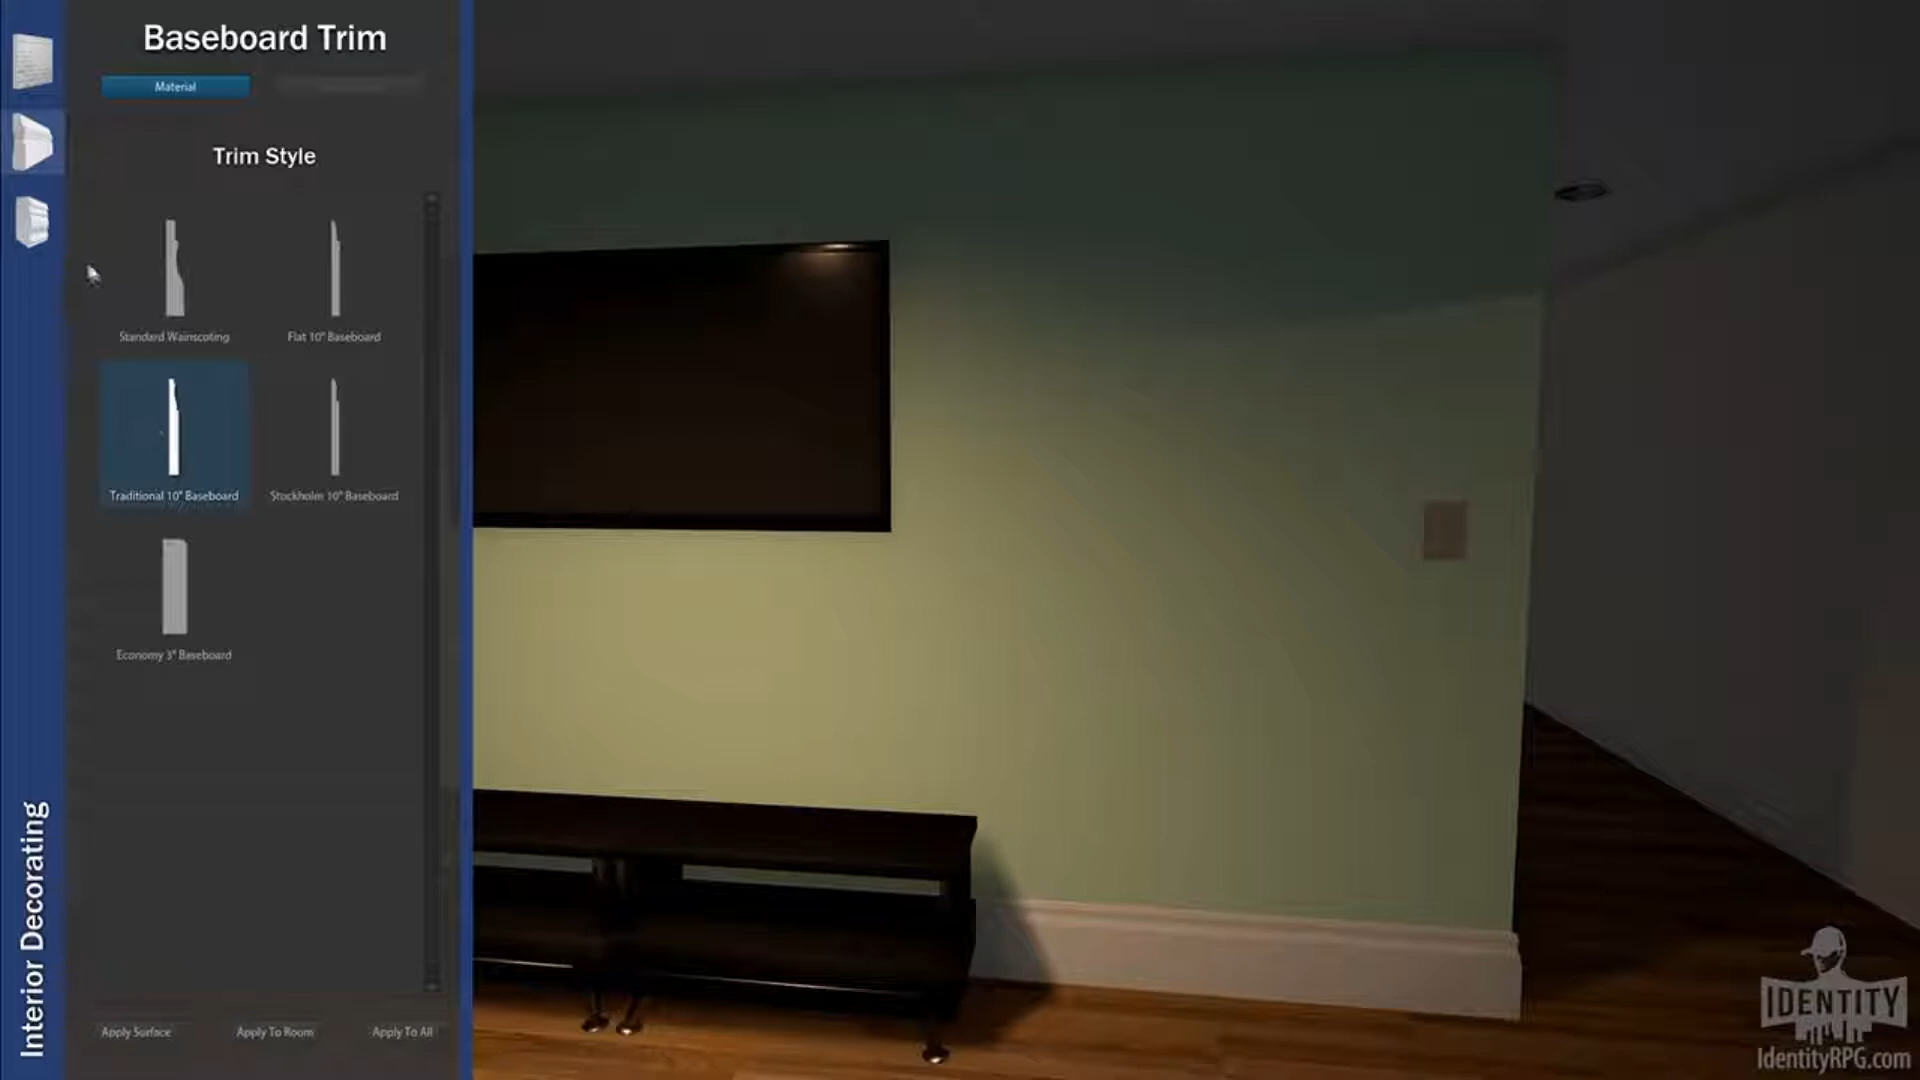 Baseboard Trim
Material
Trim Style
Standard Wainscoting
Flat 10" Baseboard
Traditional 10" Baseboard
Stockholm 10" Baseboard
Economy 3" Baseboard
Apply Surface
Apply To Room
Apply To All
Interior Decorating
IDENTITY
IdentityRPG.com